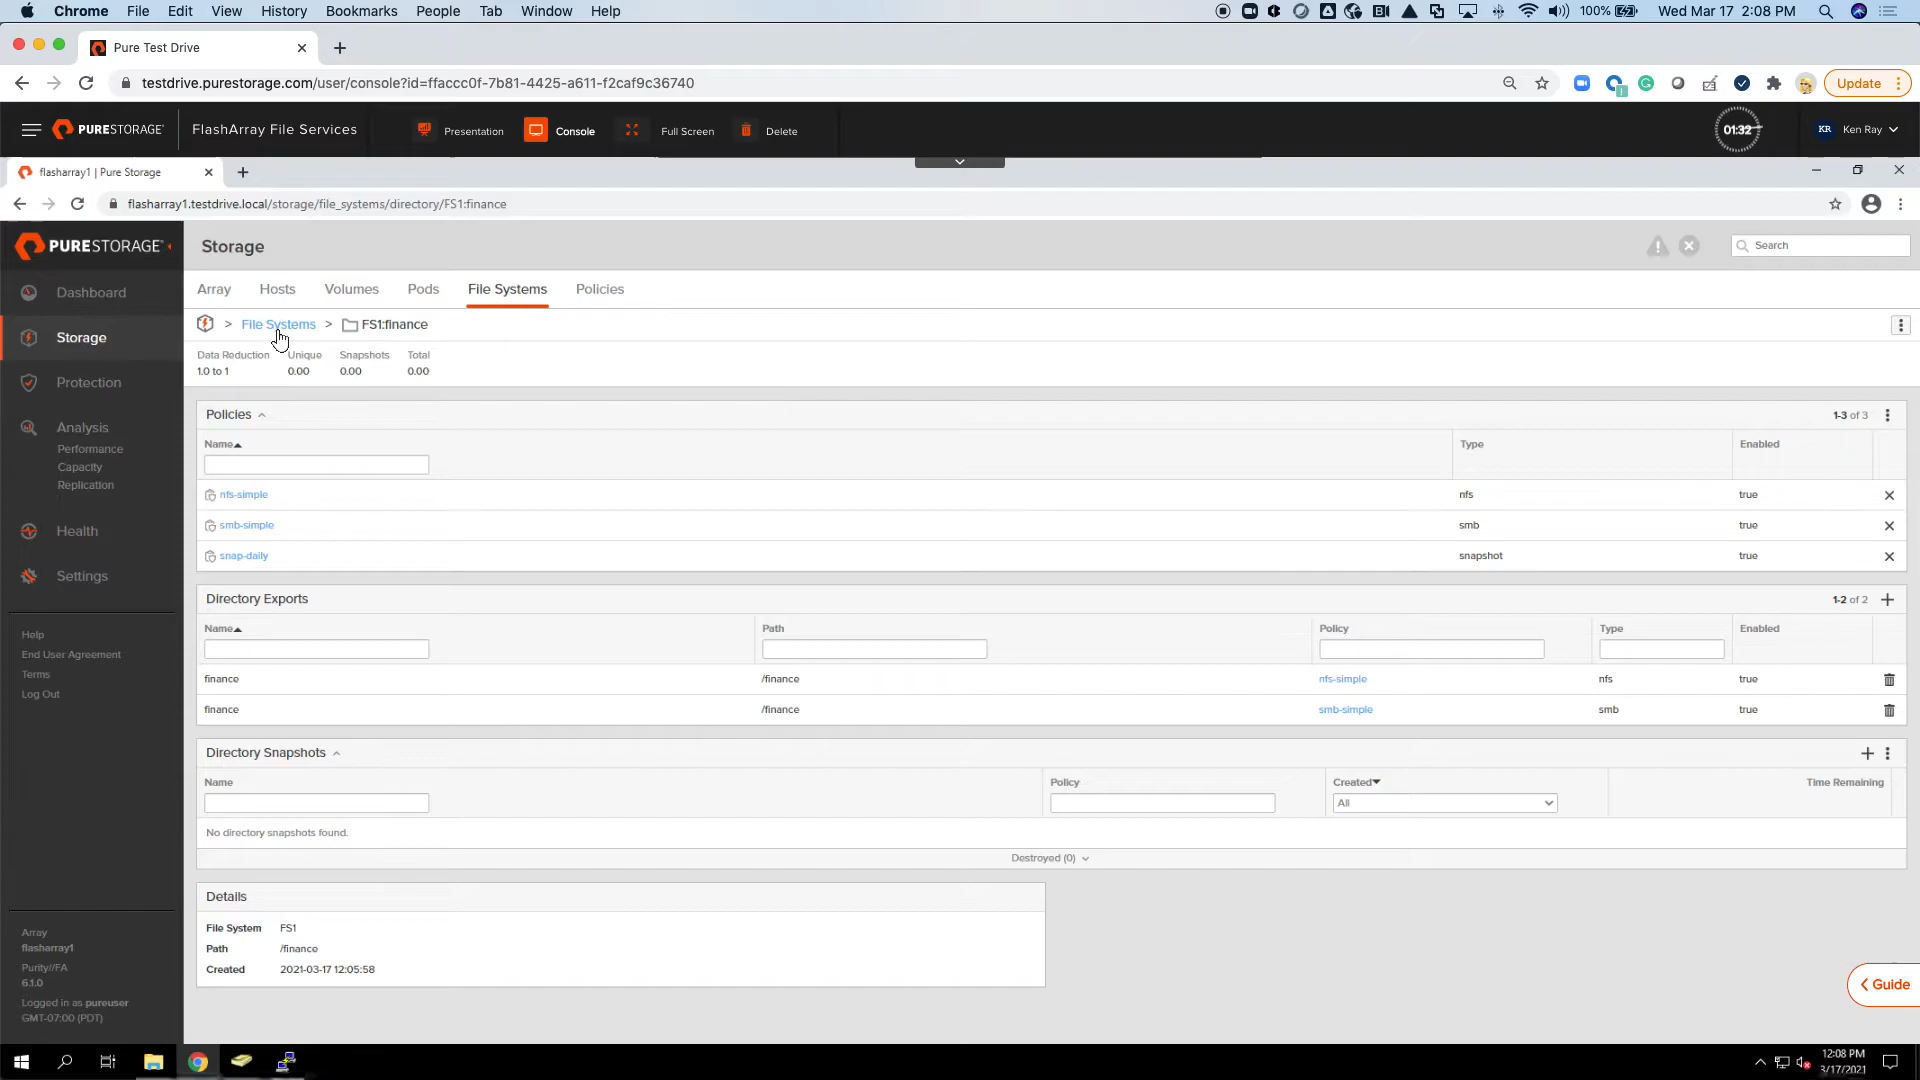 Chrome File Edit View History Bookmarks People Tab Window Help 100% Wed Mar 17 2:08 PM
Pure Test Drive
testdrive.purestorage.com/user/console?id=ffaccc0f-7b81-4425-a611-f2caf9c36740 Update
PURESTORAGE FlashArray File Services Presentation Console Full Screen Delete 01:32 KR Ken Ray
flasharray1 | Pure Storage
flasharray1.testdrive.local/storage/file_systems/directory/FS1:finance
PURESTORAGE Storage Search
Dashboard
Storage
Protection
Analysis
Performance
Capacity
Replication
Health
Settings
Help
End User Agreement
Terms
Log Out
Array
flasharray1
Purity//FA
6.1.0
Logged in as pureuser
GMT-07:00 (PDT)
Array Hosts Volumes Pods File Systems Policies
> File Systems > FS1:finance
Data Reduction Unique Snapshots Total
1.0 to 1 0.00 0.00 0.00
Policies 1-3 of 3
Name Type Enabled
nfs-simple nfs true
smb-simple smb true
snap-daily snapshot true
Directory Exports 1-2 of 2
Name Path Policy Type Enabled
finance /finance nfs-simple nfs true
finance /finance smb-simple smb true
Directory Snapshots
Name Policy Created Time Remaining
All
No directory snapshots found.
Destroyed (0)
Details
File System FS1
Path /finance
Created 2021-03-17 12:05:58
Guide
12:08 PM
3/17/2021